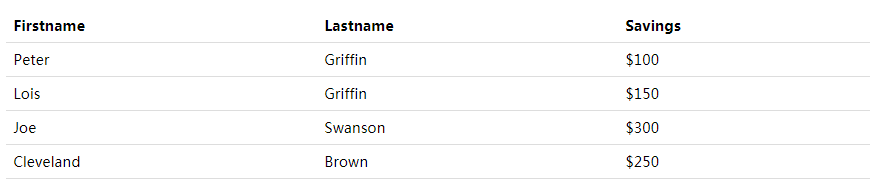 Firstname Lastname Savings
Peter Griffin $100
Lois Griffin $150
Joe Swanson $300
Cleveland Brown $250